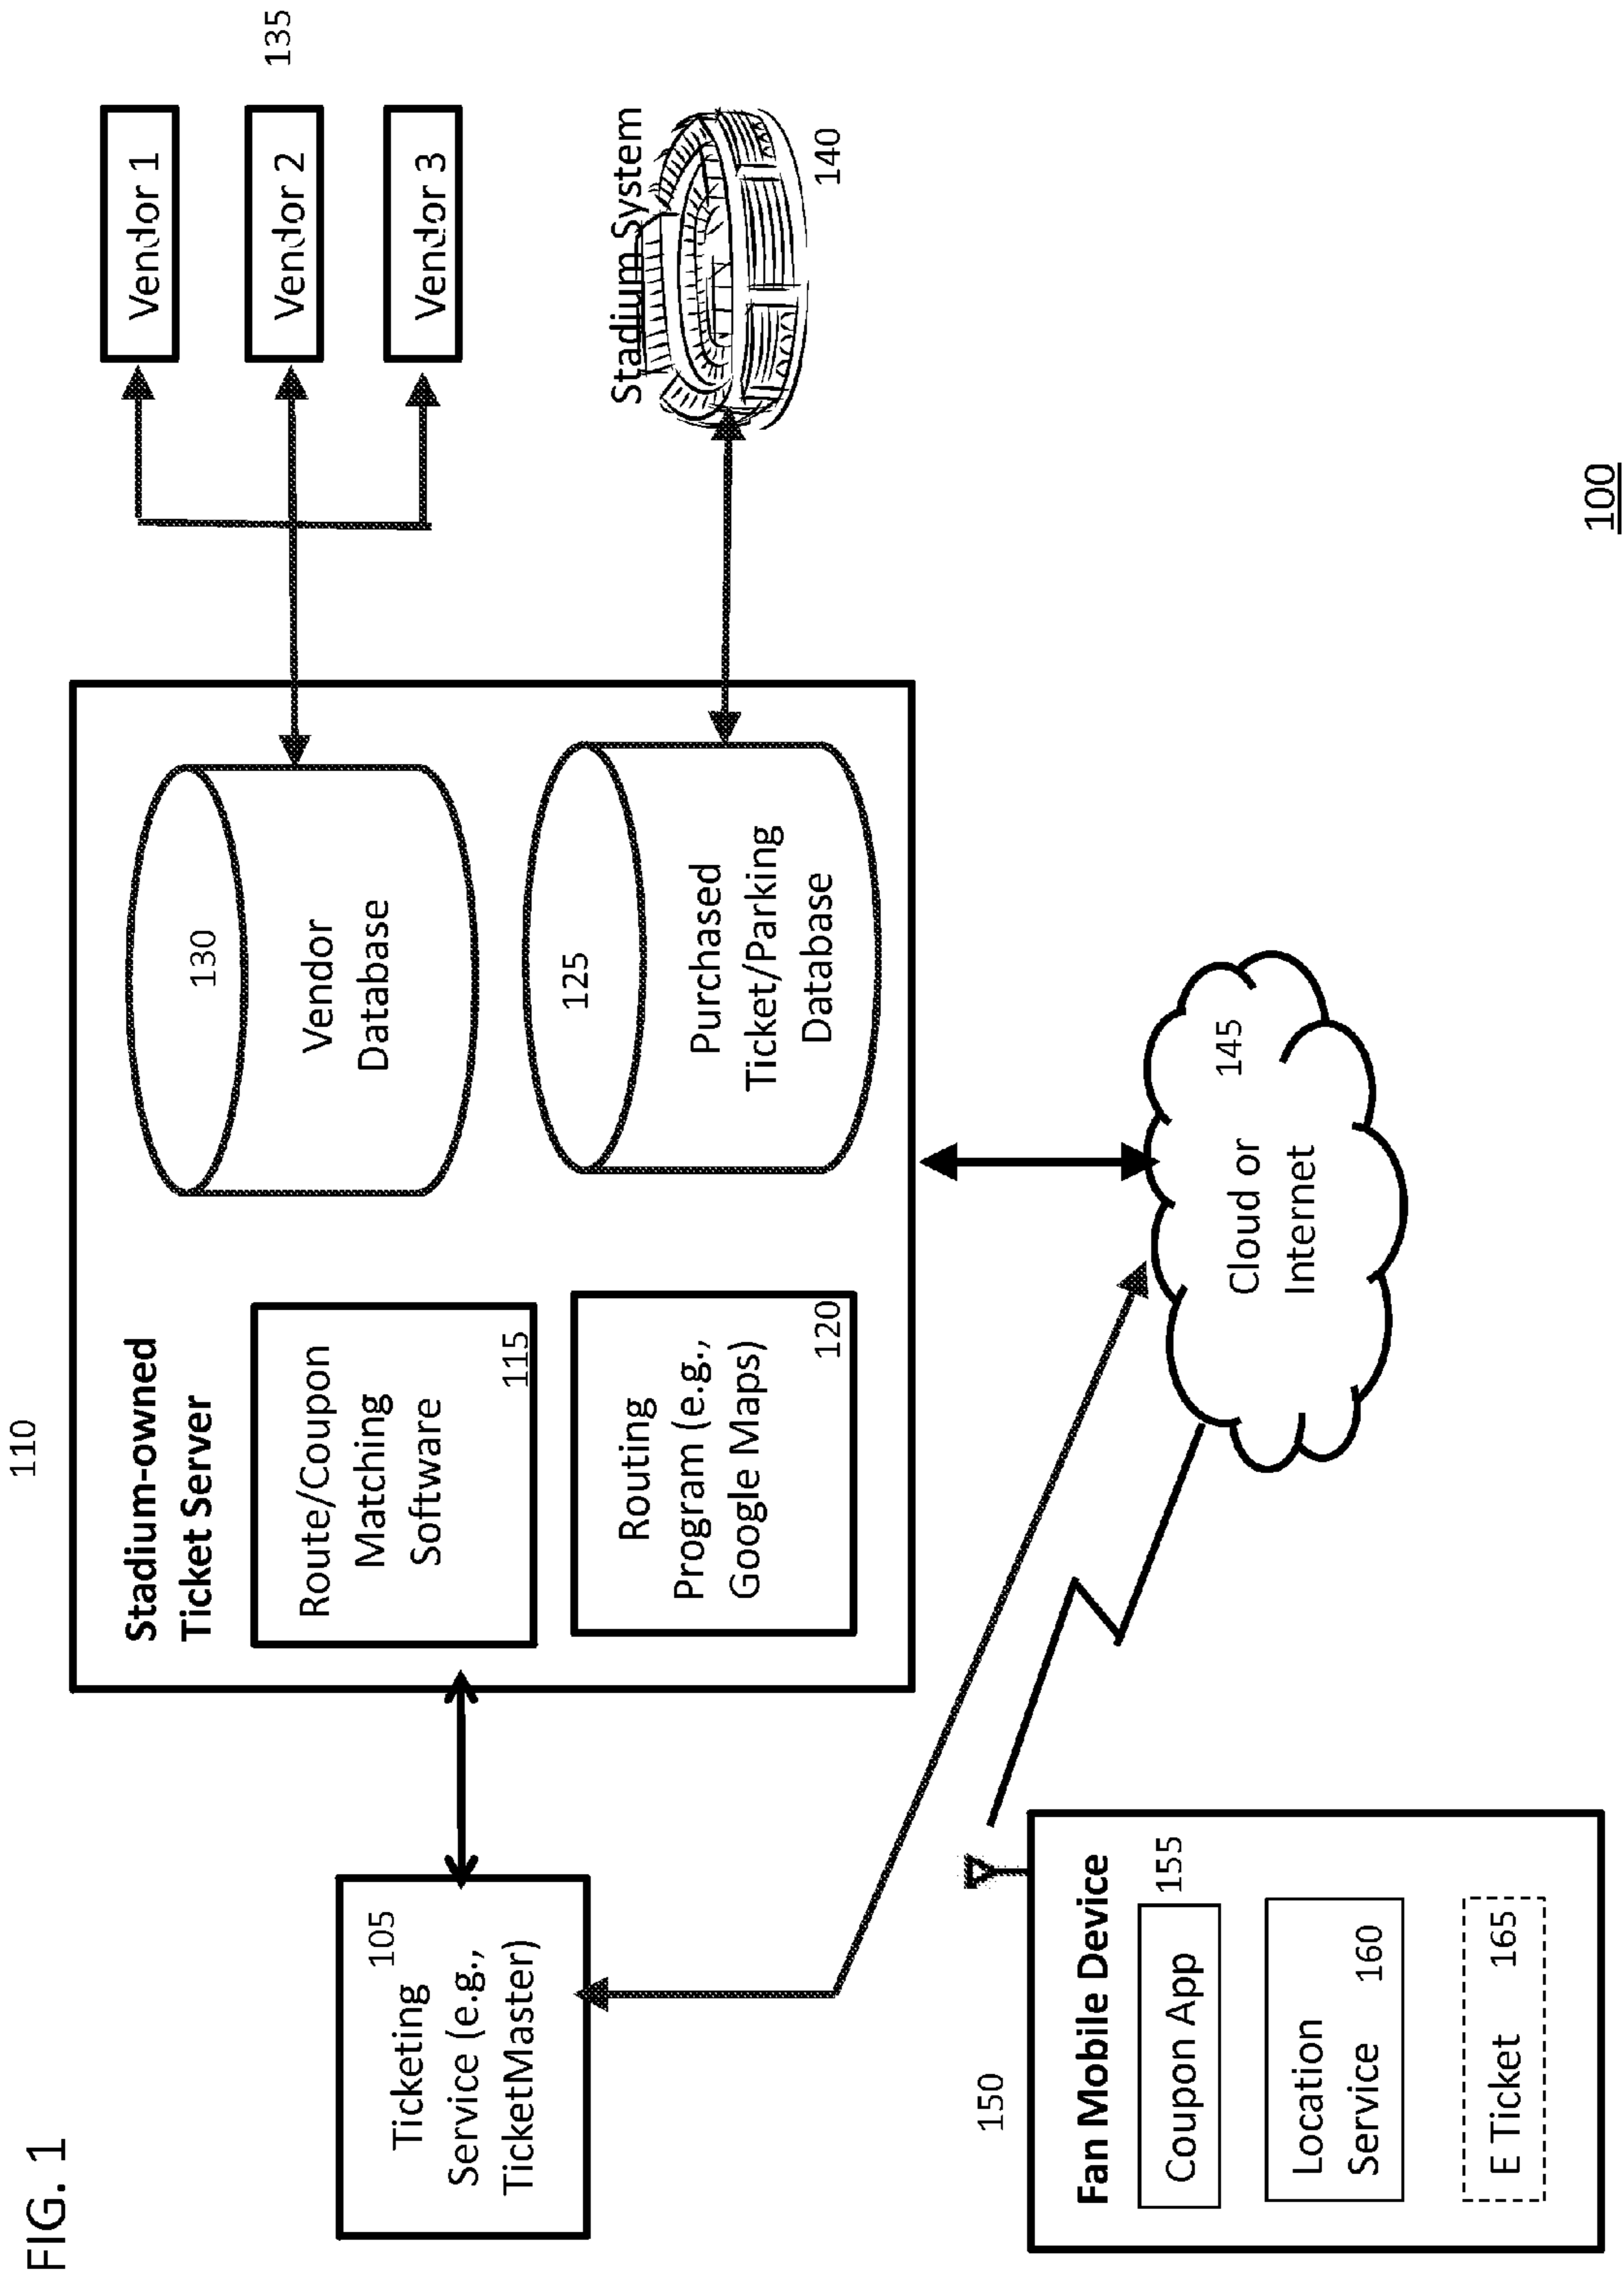 FIG. 1
110
Stadium-owned
Ticket Server
Route/Coupon
Matching
Software
115
Routing
Program (e.g.,
Google Maps)
120
130
Vendor
Database
125
Purchased
Ticket/Parking
Database
Vendor 1
Vendor 2
Vendor 3
135
Stadium System
140
105
Ticketing
Service (e.g.,
TicketMaster)
150
Fan Mobile Device
Coupon App
155
Location
Service 160
E Ticket 165
145
Cloud or
Internet
100